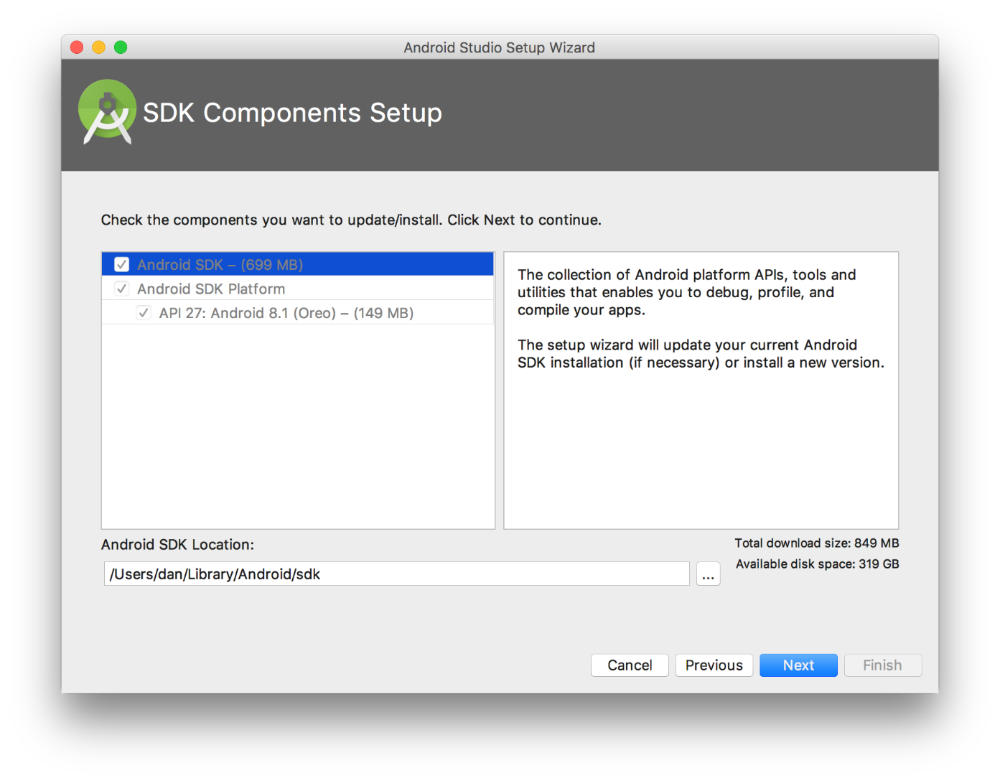 Android Studio Setup Wizard
SDK Components Setup
Check the components you want to update/install. Click Next to continue.
Android SDK – (699 MB)
Android SDK Platform
API 27: Android 8.1 (Oreo) – (149 MB)
The collection of Android platform APIs, tools and
utilities that enables you to debug, profile, and
compile your apps.
The setup wizard will update your current Android
SDK installation (if necessary) or install a new version.
Android SDK Location:
/Users/dan/Library/Android/sdk
...
Total download size: 849 MB
Available disk space: 319 GB
Cancel
Previous
Next
Finish